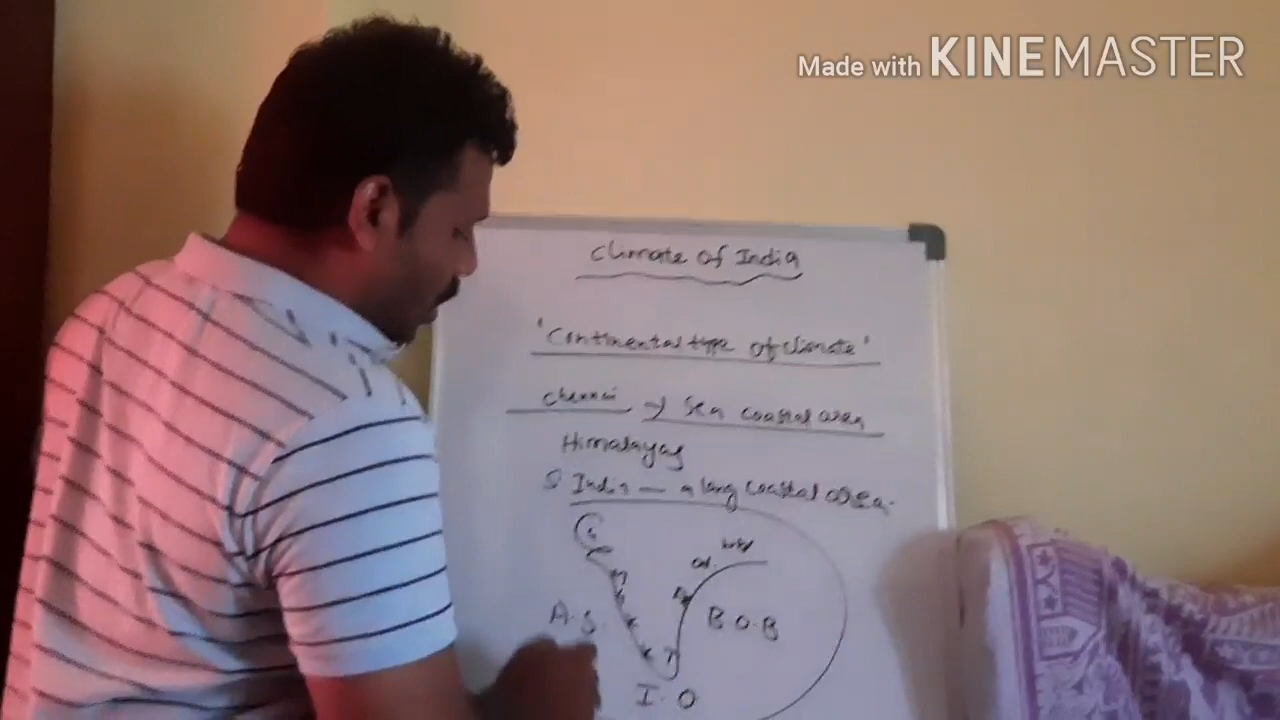 Made with KINEMASTER
Climate of India
'Continental type of climate'
Chennai → Sea coastal area
Himalayas
India — a long coastal area.
G
W.B
O.
A
A.S. K T B.O.B
K
I.O